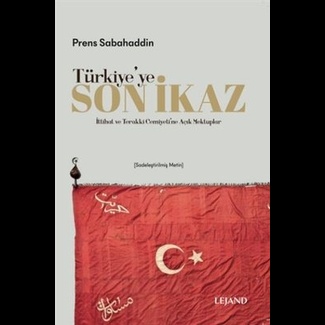 Prens Sabahaddin
Türkiye'ye
SON İKAZ
İttihat ve Terakki Cemiyeti'ne Açık Mektuplar
[Sadeleştirilmiş Metin]
LEJAND